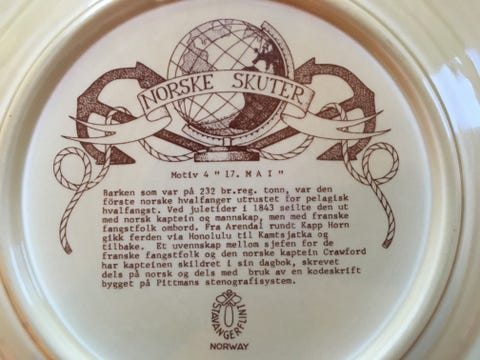 NORSKE SKUTER
Motiv 4 "17. MAI"
Barken som var på 232 br.reg. tonn, var den
förste norske hvalfanger utrustet for pelagisk
hvalfangst. Ved juletider i 1843 seilte den ut
med norsk kaptein og mannskap, men med franske
fangstfolk ombord. Fra Arendal rundt Kapp Horn
gikk ferden via Honolulu til Kamtsjatka og
tilbake. Et uvennskap mellom sjefen for de
franske fangstfolk og den norske kaptein Crawford
har kapteinen skildret i sin dagbok, skrevet
dels på norsk og dels med bruk av en kodeskrift
bygget på Pittmans stenografisystem.
STAVANGERFLINT
NORWAY